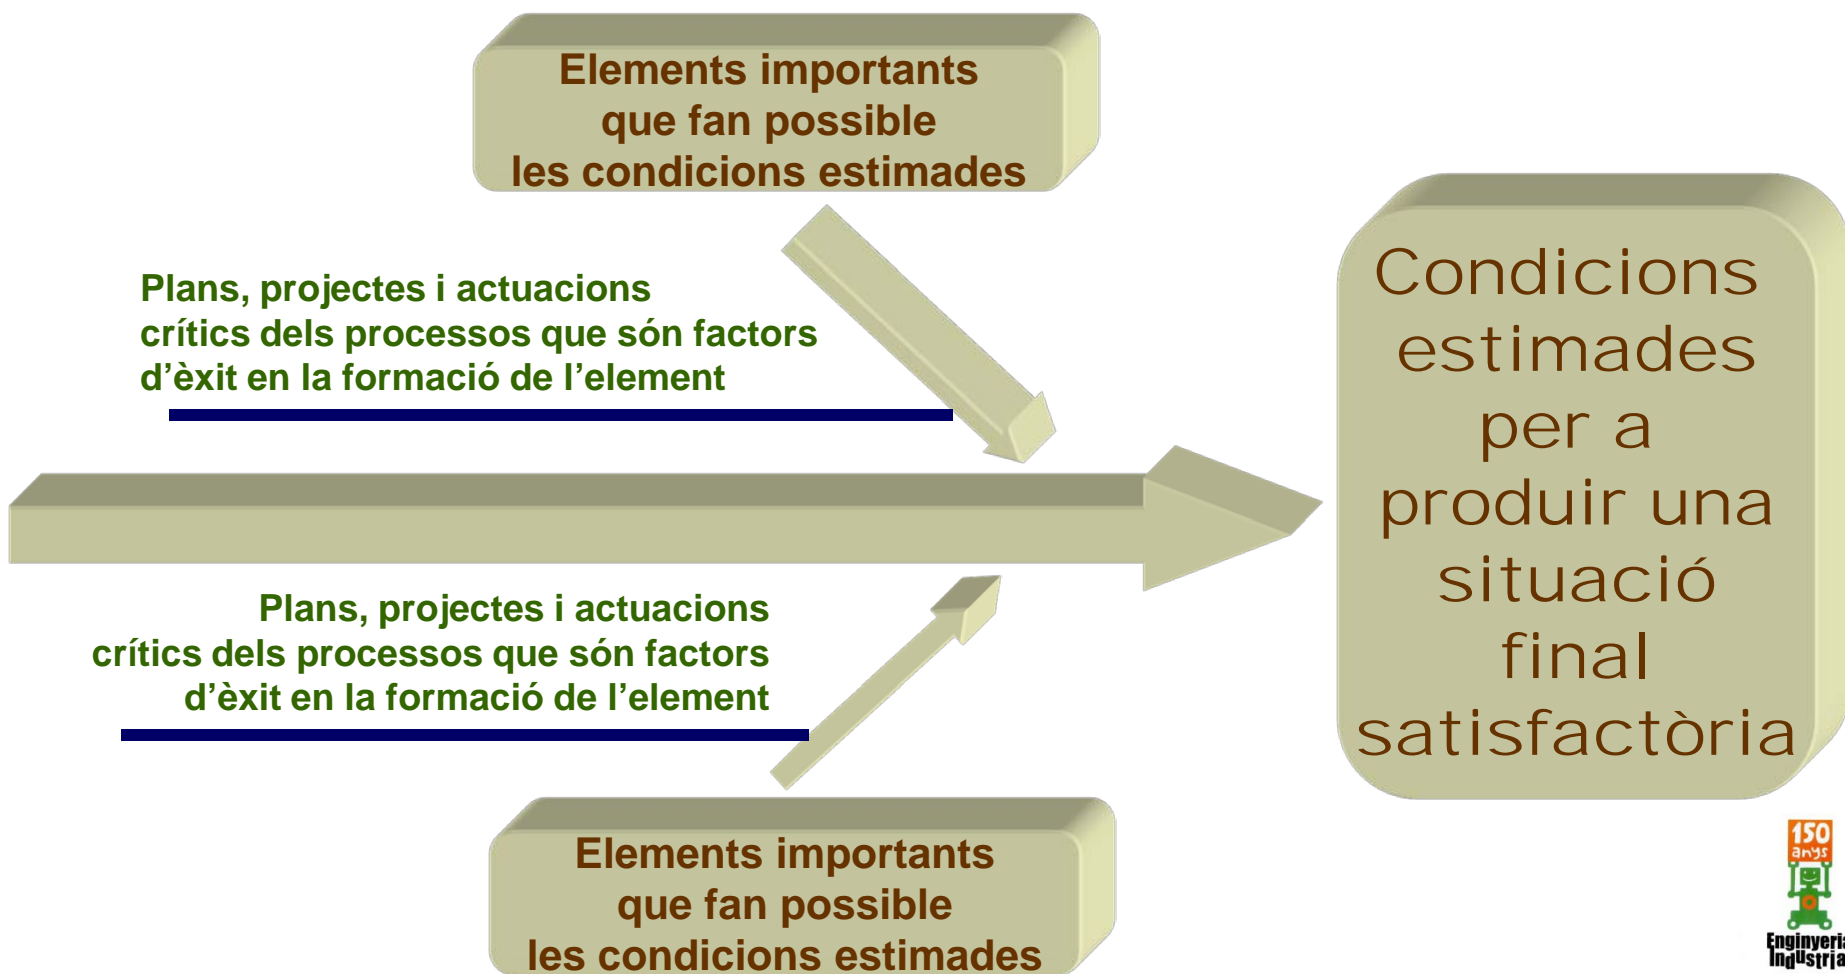 Elements importants
que fan possible
les condicions estimades
Plans, projectes i actuacions
crítics dels processos que són factors
d’èxit en la formació de l’element
Condicions
estimades
per a
produir una
situació
final
satisfactòria
Plans, projectes i actuacions
crítics dels processos que són factors
d’èxit en la formació de l’element
Elements importants
que fan possible
les condicions estimades
150
anys
Enginyeria
Industrial